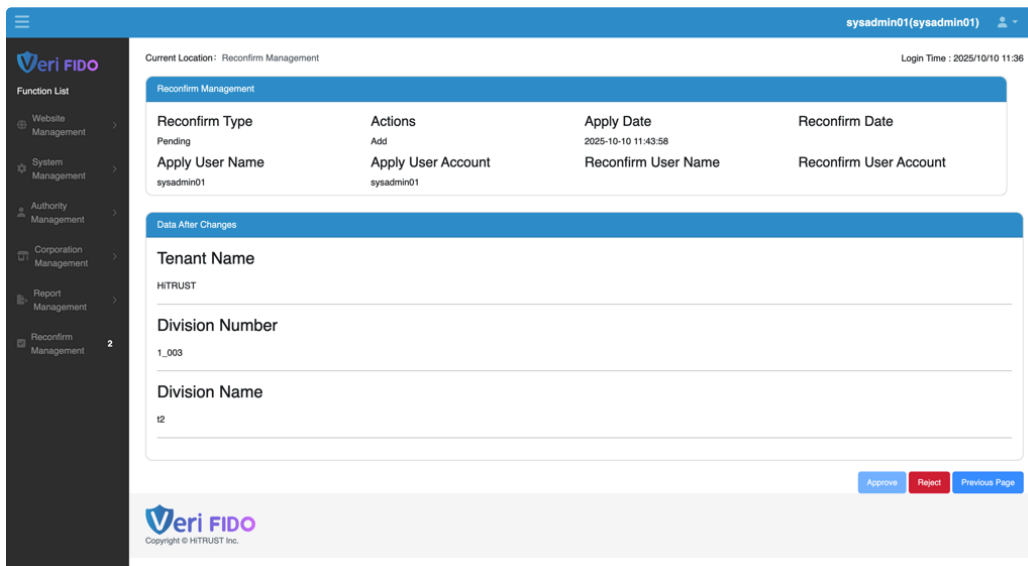 sysadmin01(sysadmin01)
Veri FIDO
Function List
Website
Management
System
Management
Authority
Management
Corporation
Management
Report
Management
Reconfirm
Management 2
Current Location: Reconfirm Management
Login Time : 2025/10/10 11:36
Reconfirm Management
Reconfirm Type Actions Apply Date Reconfirm Date
Pending Add 2025-10-10 11:43:58
Apply User Name Apply User Account Reconfirm User Name Reconfirm User Account
sysadmin01 sysadmin01
Data After Changes
Tenant Name
HiTRUST
Division Number
1_003
Division Name
t2
Approve Reject Previous Page
Veri FIDO
Copyright © HiTRUST Inc.